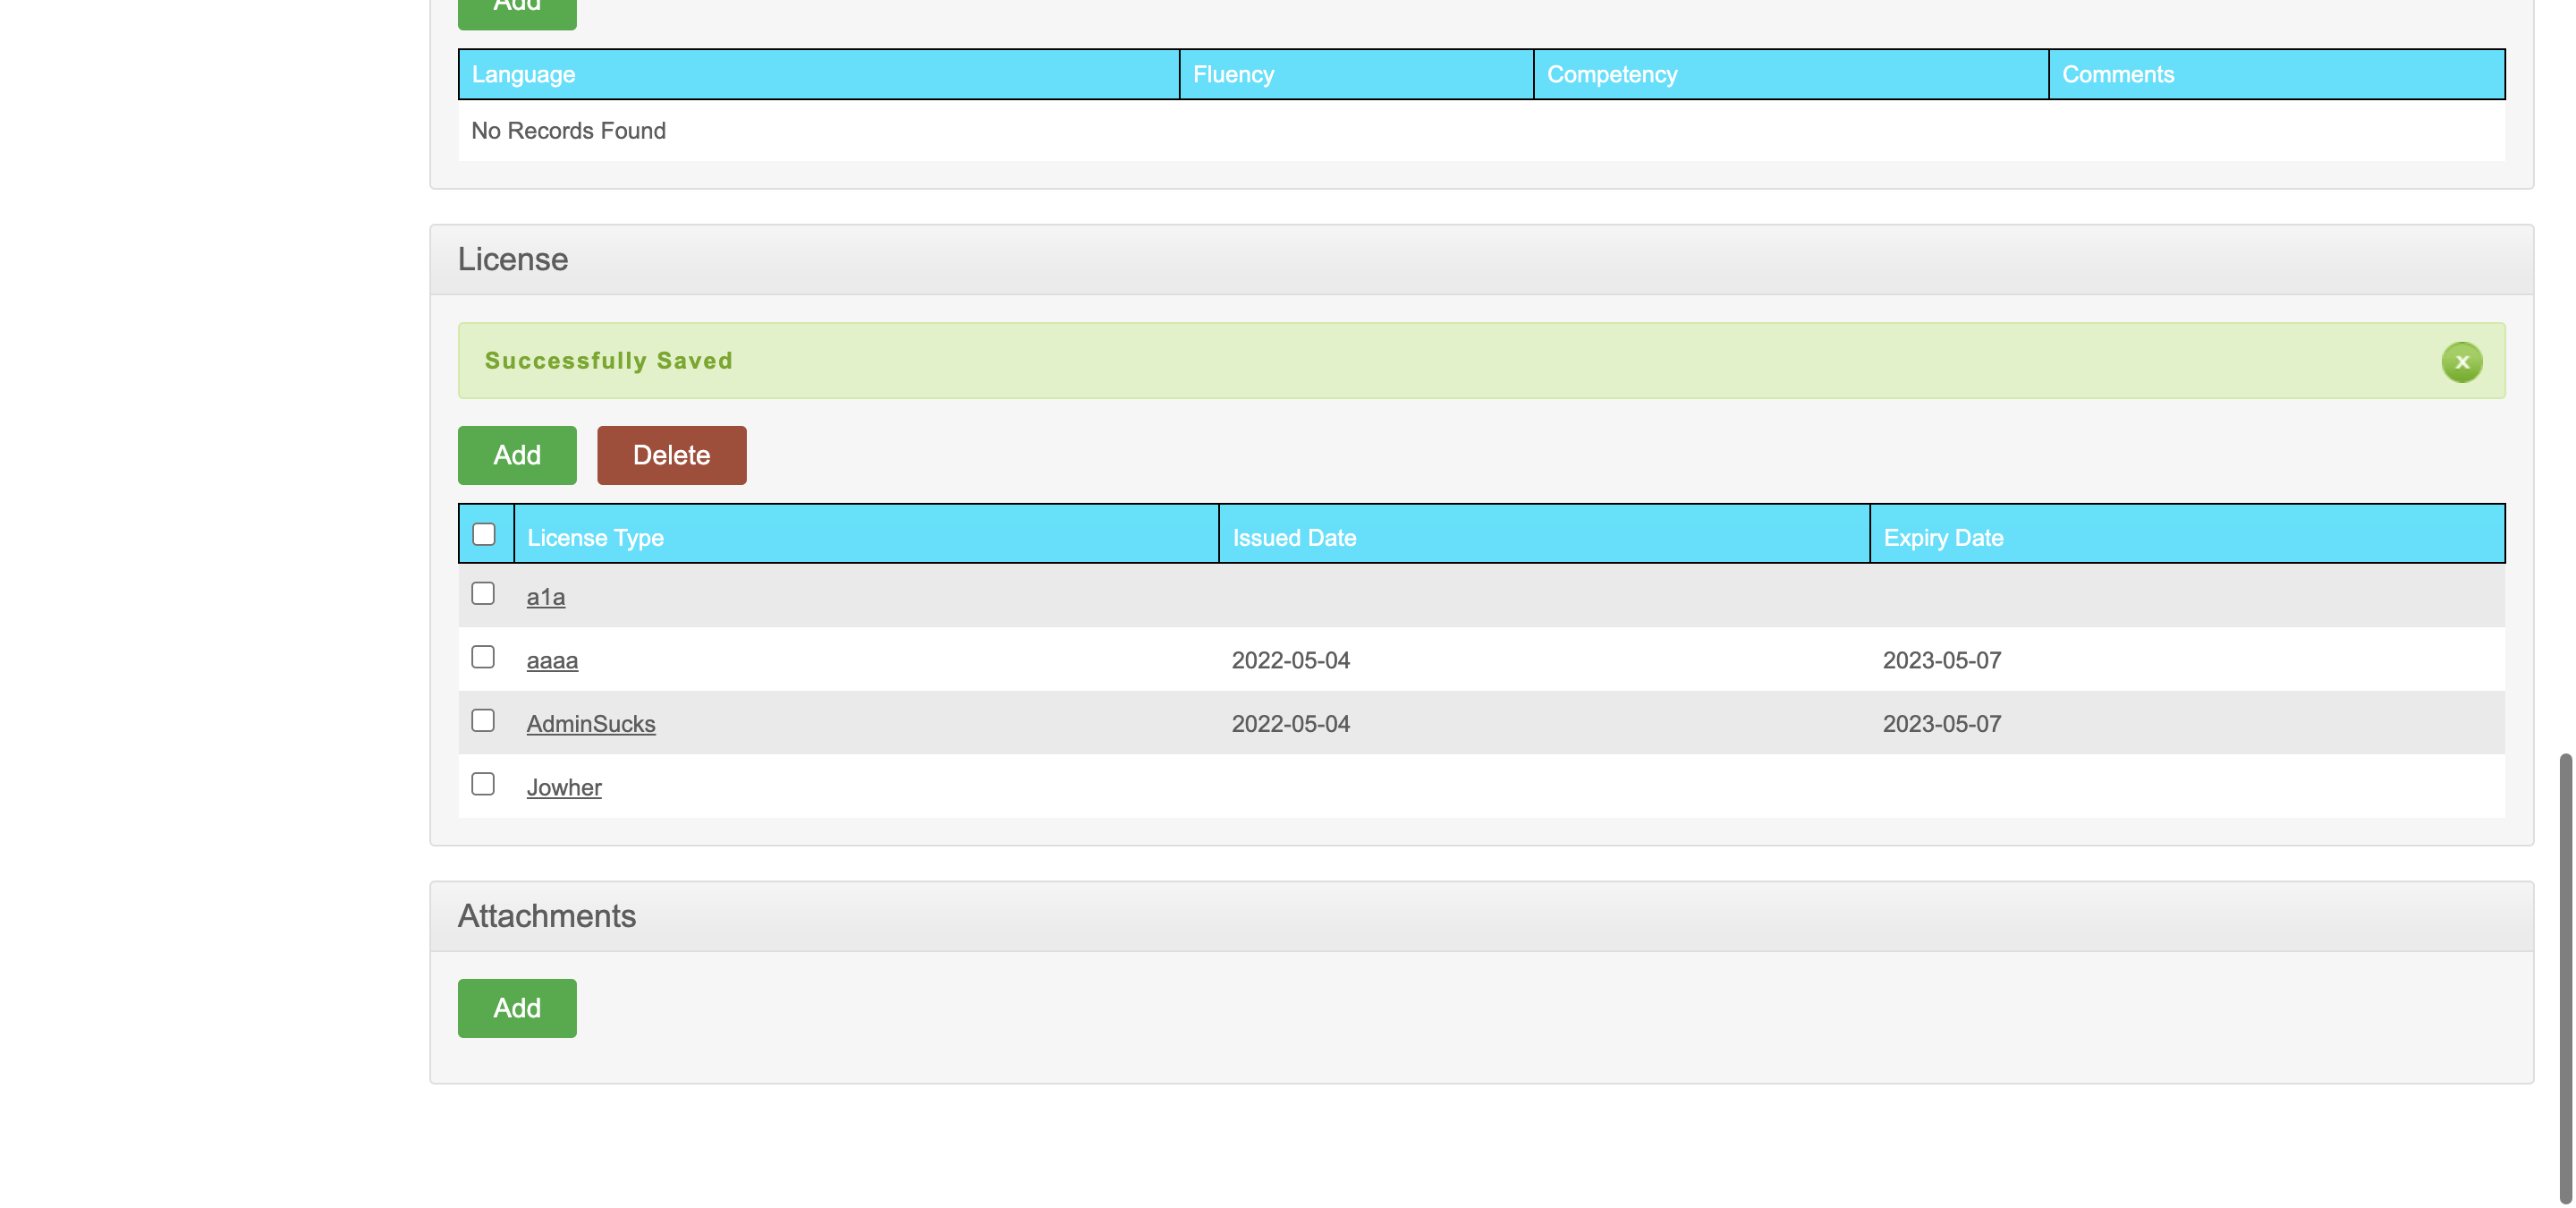 Add
Language Fluency Competency Comments
No Records Found
License
Successfully Saved
x
Add Delete
License Type Issued Date Expiry Date
a1a
aaaa 2022-05-04 2023-05-07
AdminSucks 2022-05-04 2023-05-07
Jowher
Attachments
Add